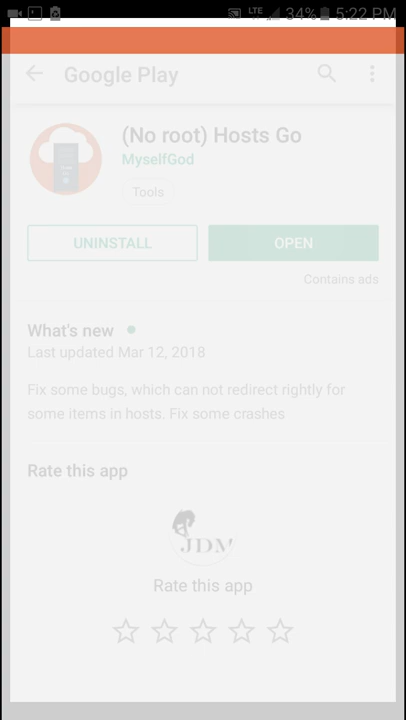 LTE 34% 5:22 PM
Google Play
(No root) Hosts Go
MyselfGod
Tools
UNINSTALL
OPEN
Contains ads
What's new
Last updated Mar 12, 2018
Fix some bugs, which can not redirect rightly for
some items in hosts. Fix some crashes
Rate this app
JDM
Rate this app